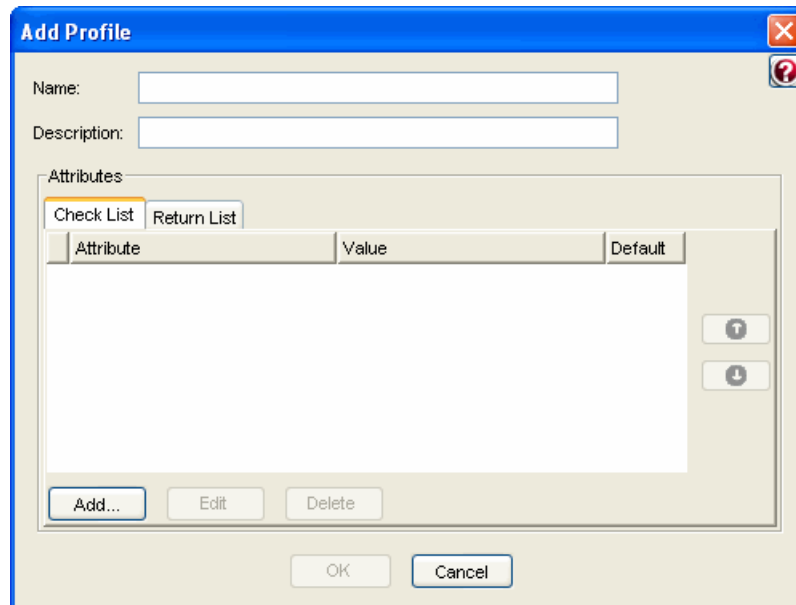 Add Profile
Name:
Description:
Attributes
Check List Return List
Attribute Value Default
Add... Edit Delete
OK Cancel